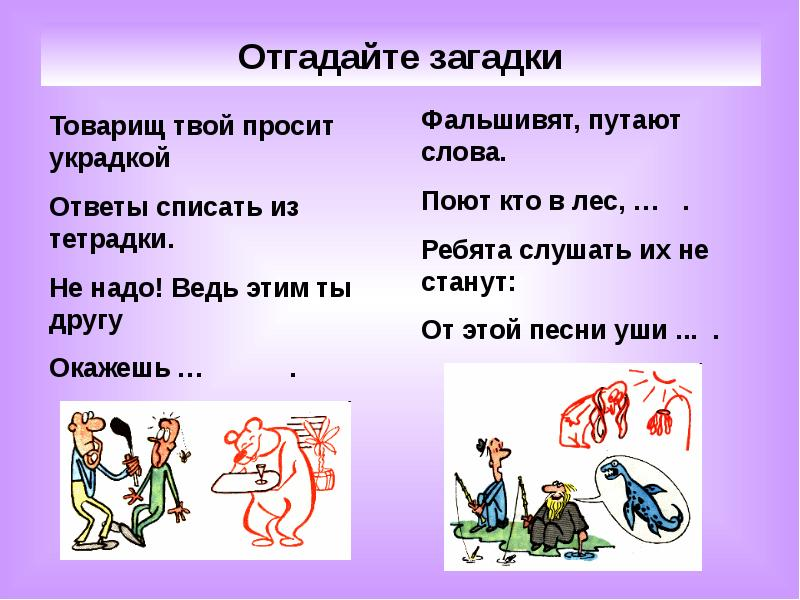 Отгадайте загадки
Товарищ твой просит
украдкой
Ответы списать из
тетрадки.
Не надо! Ведь этим ты
другу
Окажешь … .
Фальшивят, путают
слова.
Поют кто в лес, … .
Ребята слушать их не
станут:
От этой песни уши ... .